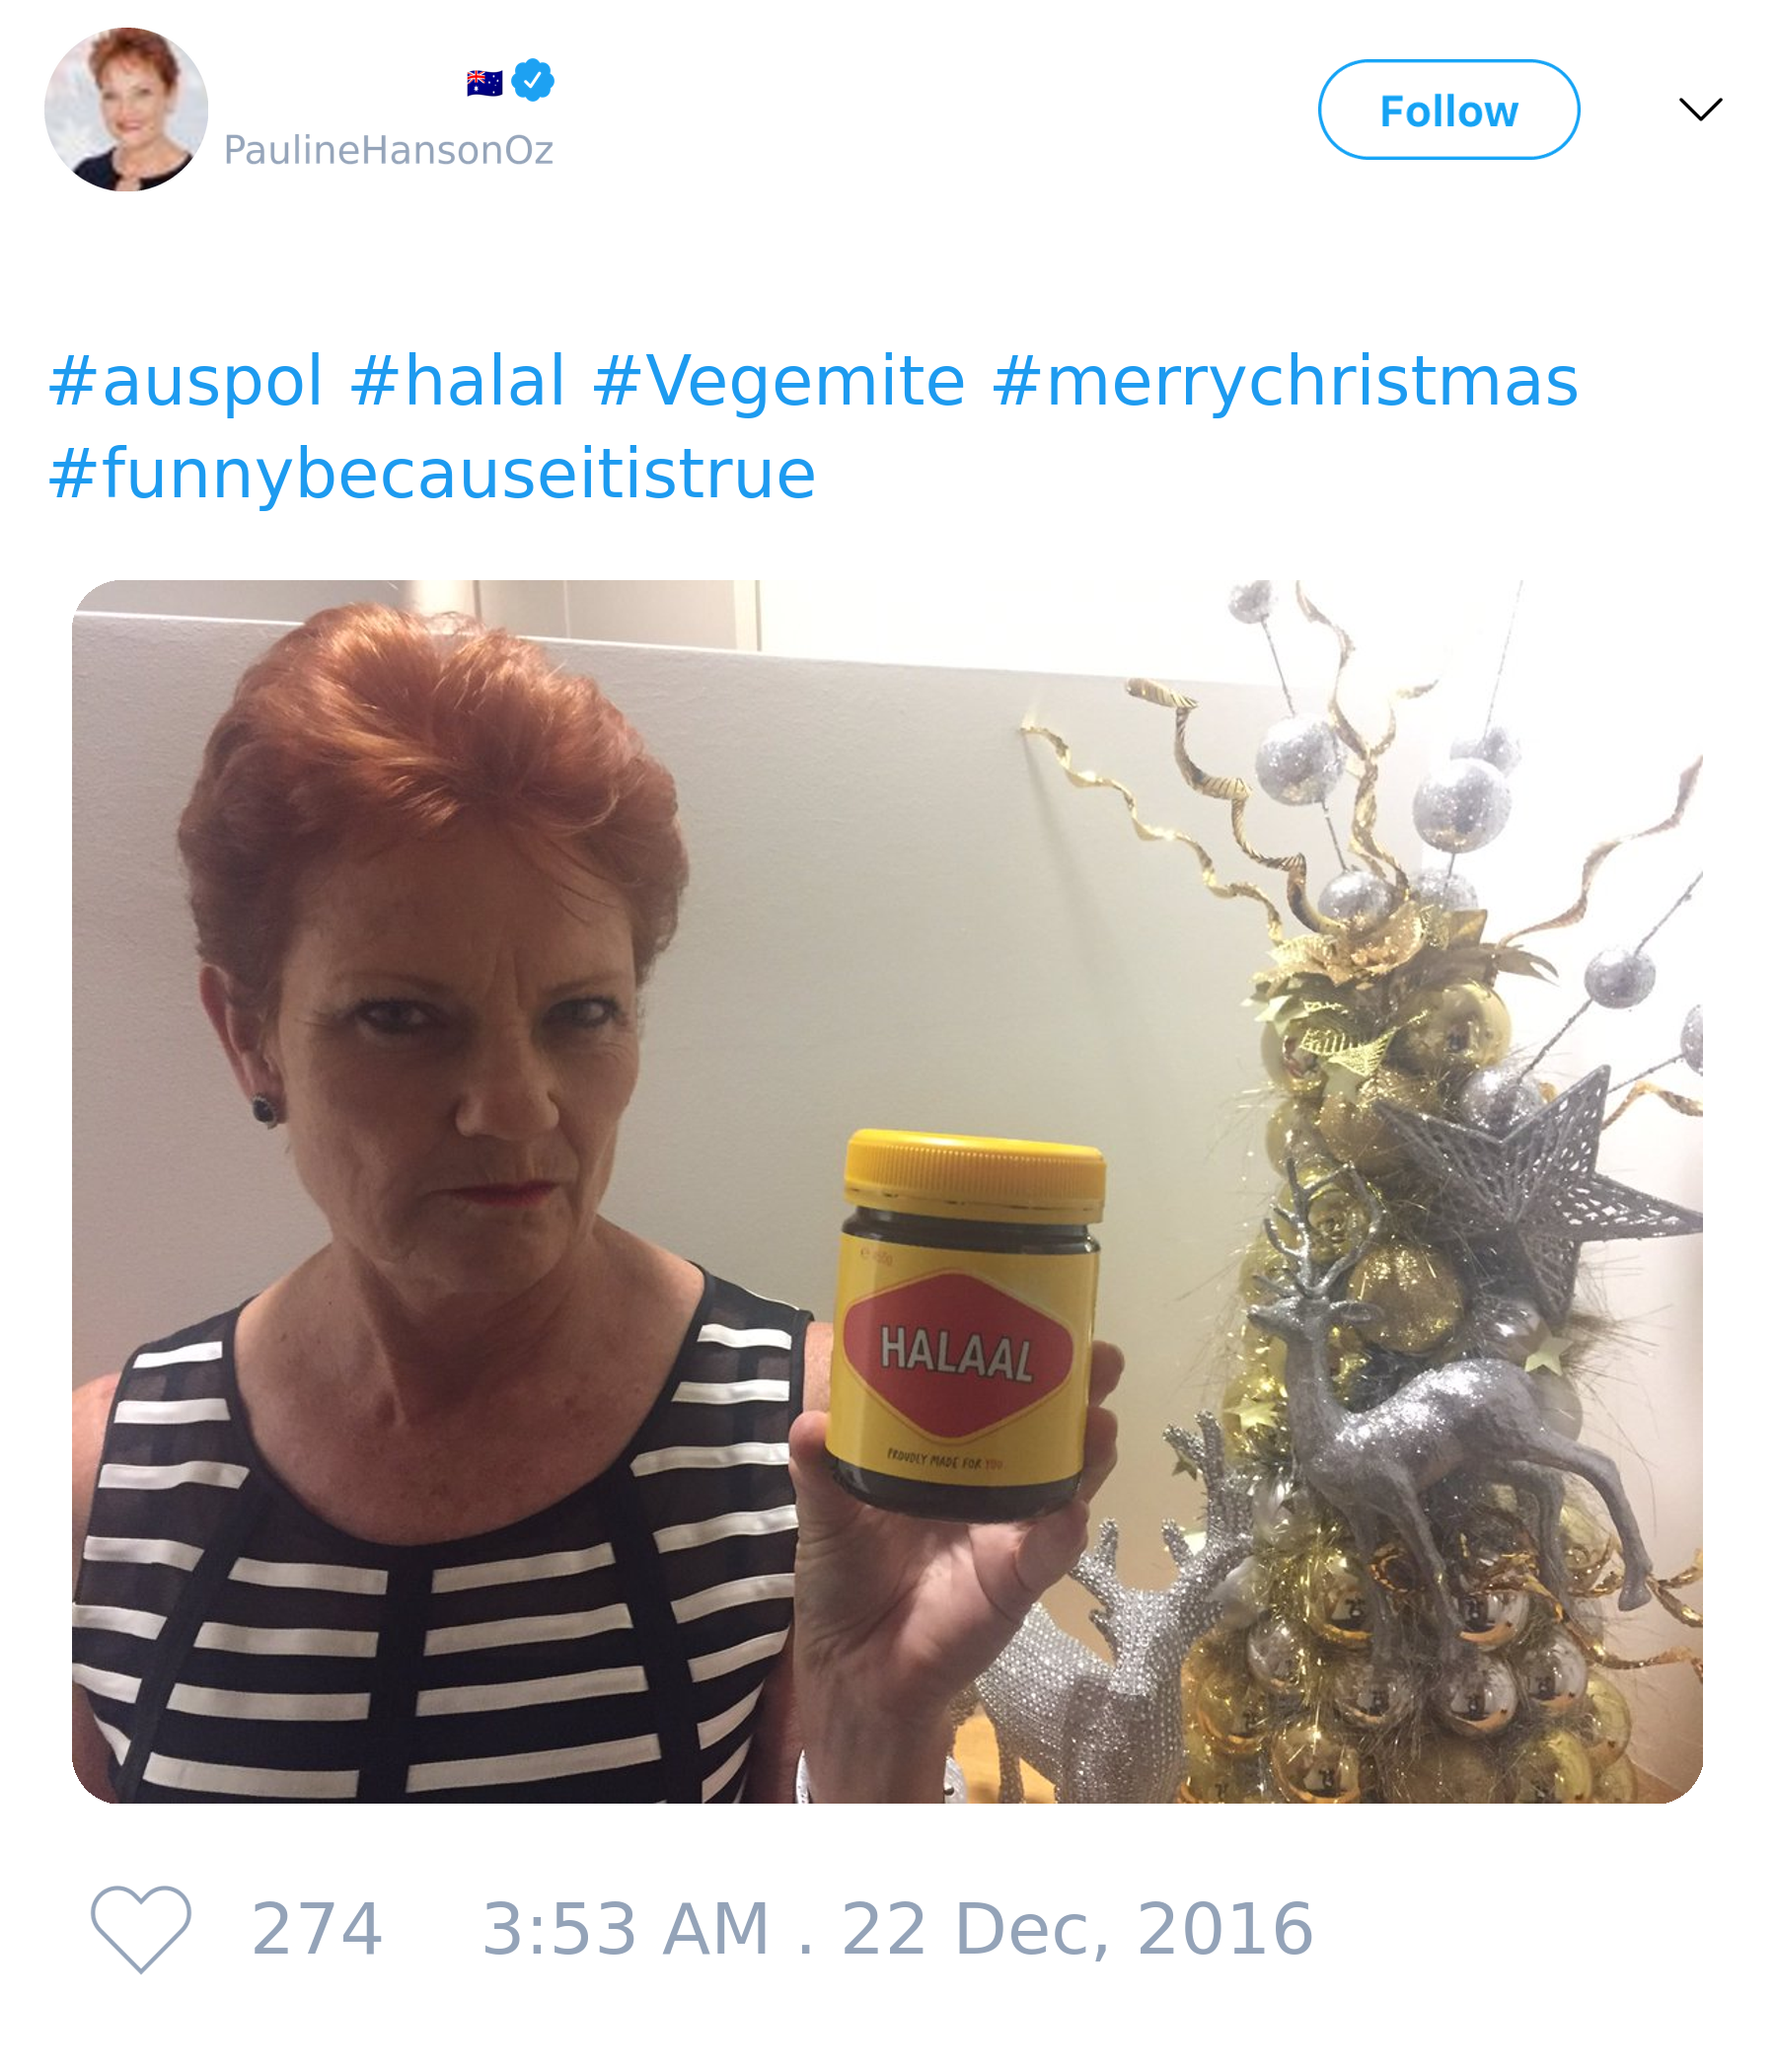 PaulineHansonOz
Follow
#auspol #halal #Vegemite #merrychristmas
#funnybecauseitistrue
HALAAL
PROUDLY MADE FOR YOU
274 3:53 AM . 22 Dec, 2016